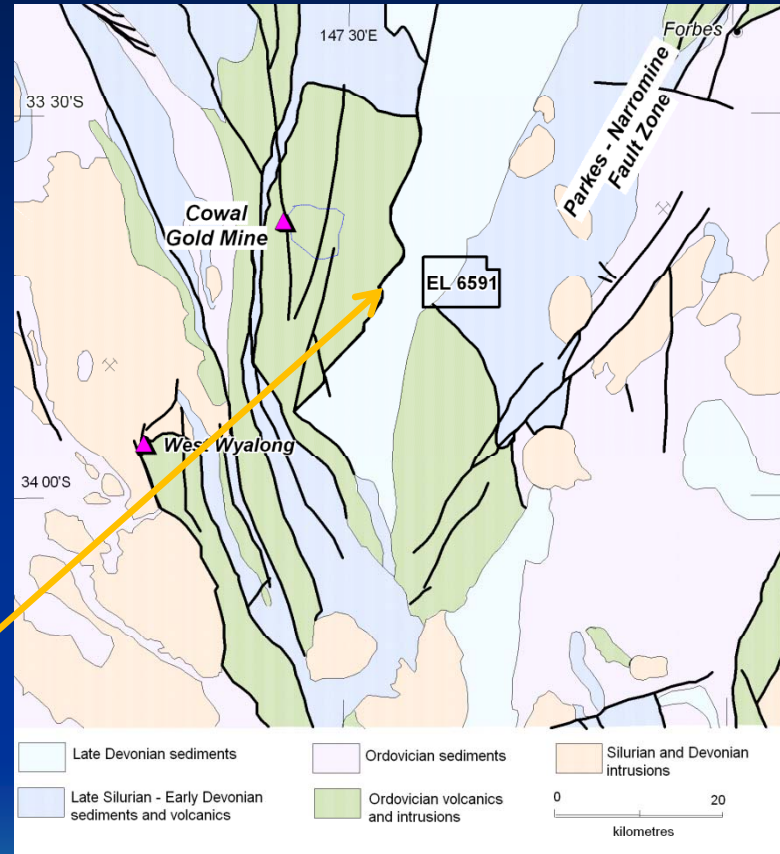 147 30'E
Forbes
33 30'S
Parkes - Narromine
Fault Zone
Cowal
Gold Mine
EL 6591
West Wyalong
34 00'S
Late Devonian sediments
Ordovician sediments
Silurian and Devonian
intrusions
Late Silurian - Early Devonian
sediments and volcanics
Ordovician volcanics
and intrusions
0 20
kilometres